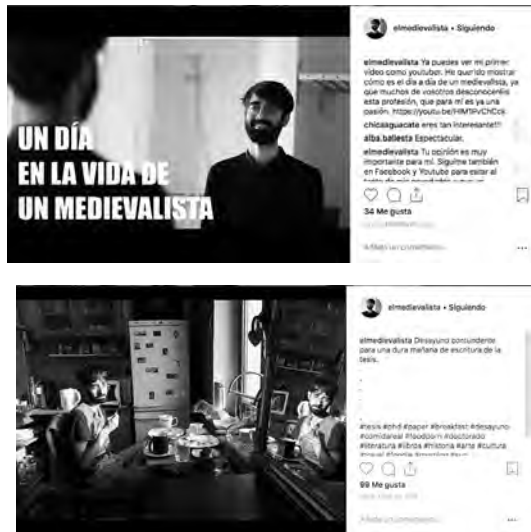 UN DÍA
EN LA VIDA DE
UN MEDIEVALISTA
elmedievalista • Siguiendo
elmedievalista Ya puedes ver mi primer
vídeo como youtuber. He querido mostrar
cómo es el día a día de un medievalista, ya
que muchos de vosotros desconoceréis
esta profesión, que para mí es ya una
pasión.
chicaaguacate eres tan interesante!!!
alba.ballesta Espectacular.
elmedievalista Tu opinión es muy
importante para mí. Sígueme también
en Facebook y Youtube para estar al
34 Me gusta
elmedievalista • Siguiendo
elmedievalista Desayuno contundente
para una dura mañana de escritura de la
tesis.
.
.
.
.
.
#tesis #phd #paper #breakfast #desayuno
#comidareal #foodporn #doctorado
#literatura #libros #historia #arte #cultura
99 Me gusta